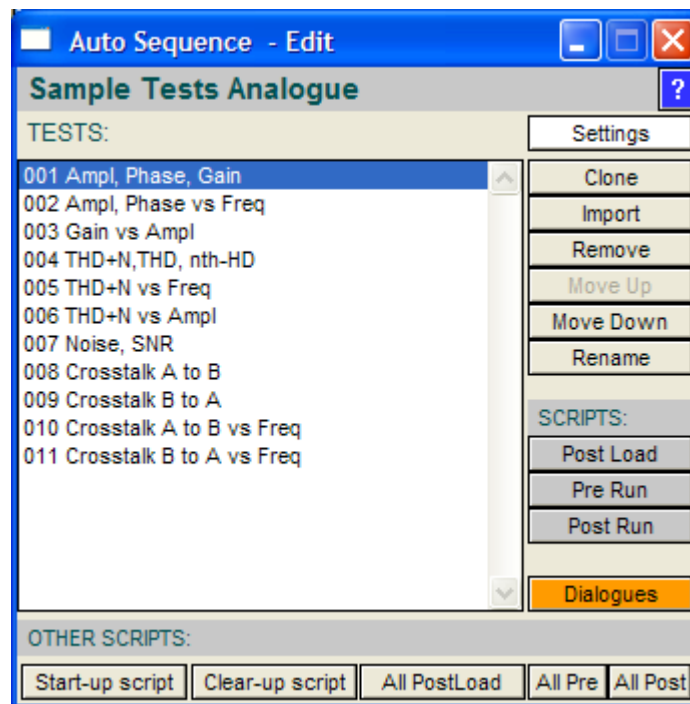 Auto Sequence - Edit
Sample Tests Analogue
?
TESTS:
Settings
001 Ampl, Phase, Gain
002 Ampl, Phase vs Freq
003 Gain vs Ampl
004 THD+N,THD, nth-HD
005 THD+N vs Freq
006 THD+N vs Ampl
007 Noise, SNR
008 Crosstalk A to B
009 Crosstalk B to A
010 Crosstalk A to B vs Freq
011 Crosstalk B to A vs Freq
Clone
Import
Remove
Move Up
Move Down
Rename
SCRIPTS:
Post Load
Pre Run
Post Run
Dialogues
OTHER SCRIPTS:
Start-up script Clear-up script All PostLoad All Pre All Post